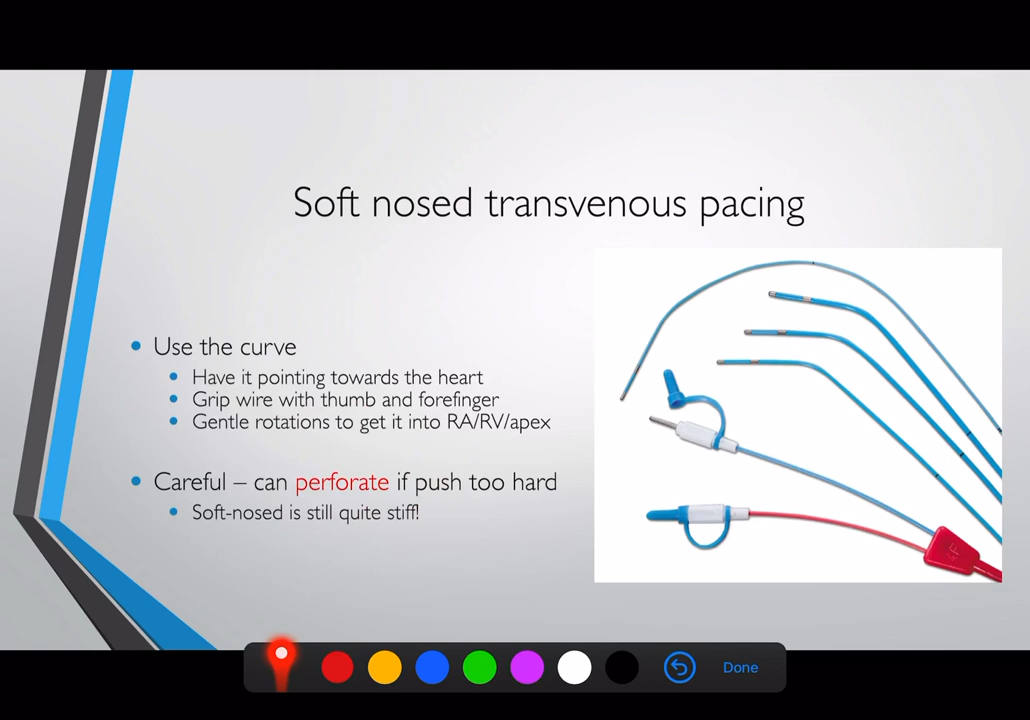 Soft nosed transvenous pacing
Use the curve
Have it pointing towards the heart
Grip wire with thumb and forefinger
Gentle rotations to get it into RA/RV/apex
Careful – can perforate if push too hard
Soft-nosed is still quite stiff!
Done